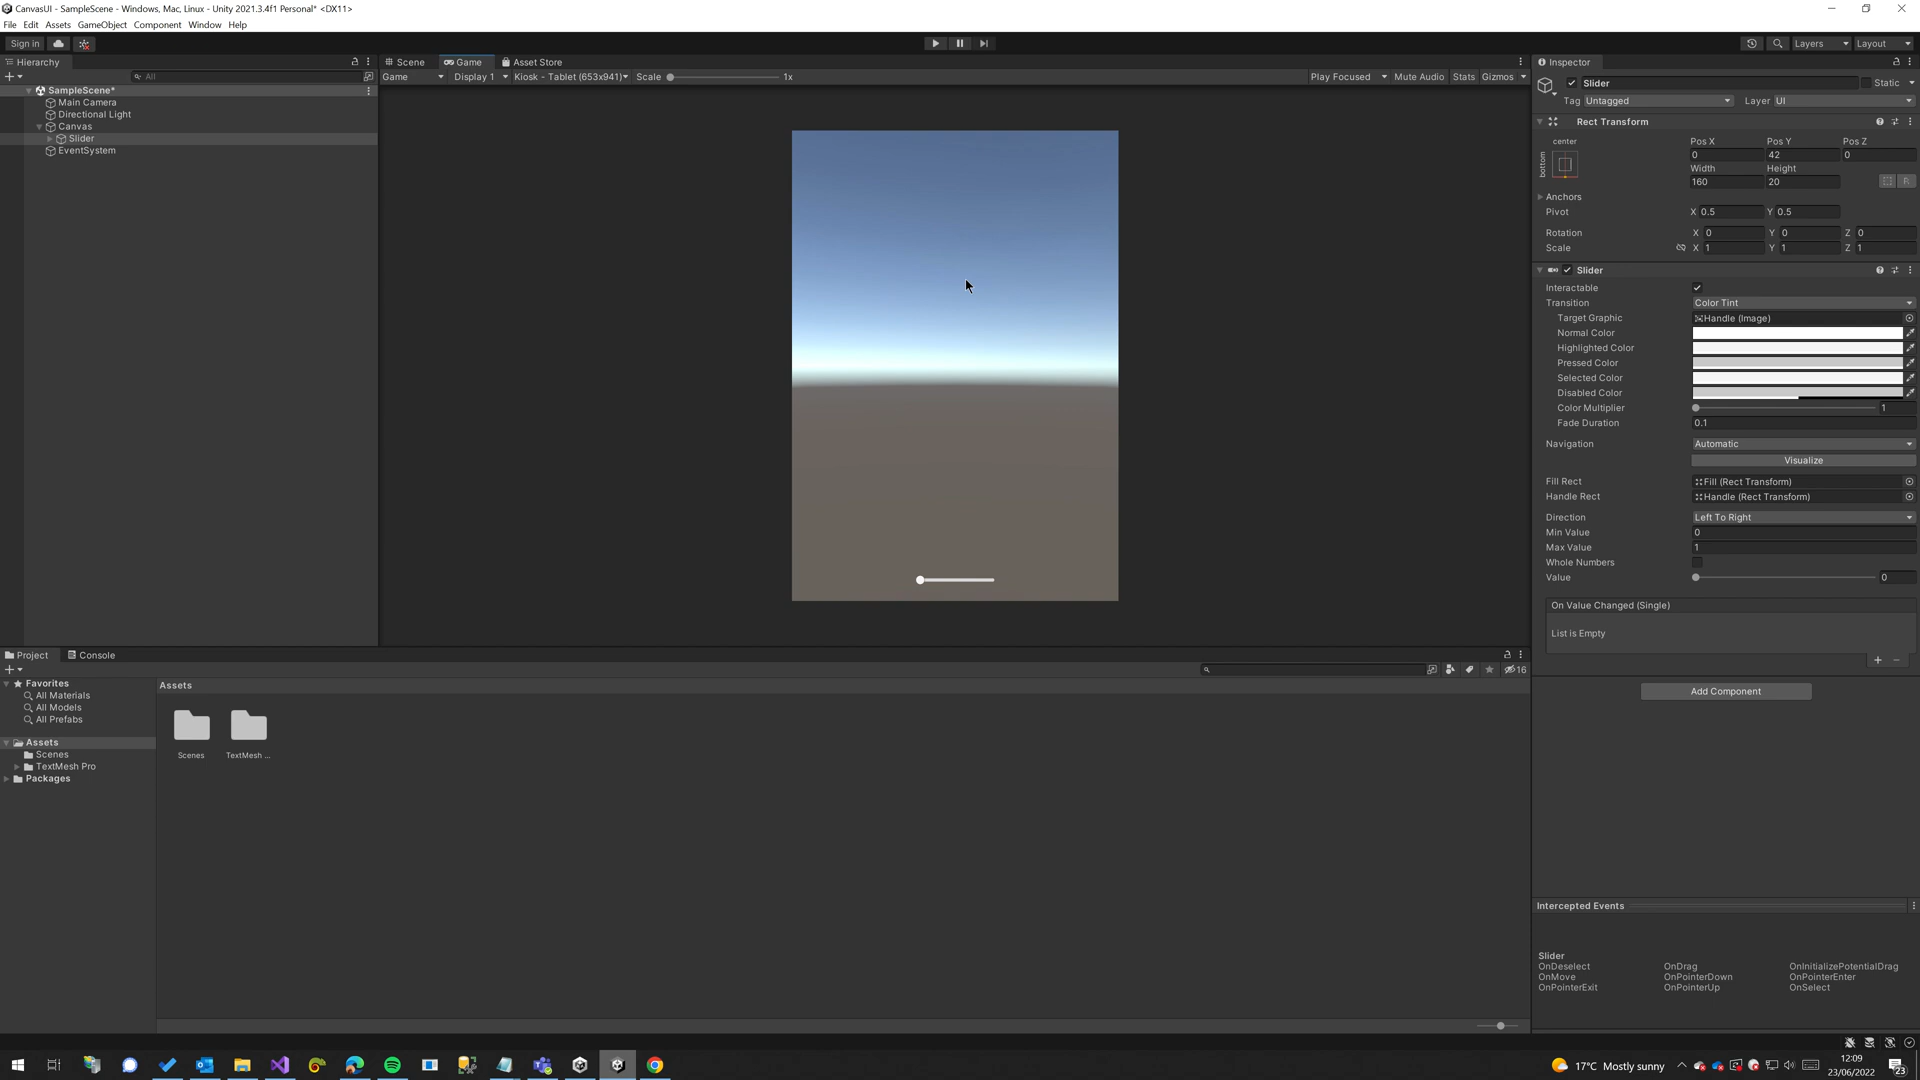 CanvasUI - SampleScene - Windows, Mac, Linux - Unity 2021.3.4f1 Personal* <DX11>
File Edit Assets GameObject Component Window Help
Sign in
Layers Layout
Hierarchy
All
SampleScene*
Main Camera
Directional Light
Canvas
Slider
EventSystem
Scene Game Asset Store
Game Display 1 Kiosk - Tablet (653x941) Scale 1x Play Focused Mute Audio Stats Gizmos
Inspector
Slider Static
Tag Untagged Layer UI
Rect Transform
center
bottom
Pos X Pos Y Pos Z
0 42 0
Width Height
160 20
R
Anchors
Pivot X 0.5 Y 0.5
Rotation X 0 Y 0 Z 0
Scale X 1 Y 1 Z 1
Slider
Interactable
Transition Color Tint
Target Graphic Handle (Image)
Normal Color
Highlighted Color
Pressed Color
Selected Color
Disabled Color
Color Multiplier 1
Fade Duration 0.1
Navigation Automatic
Visualize
Fill Rect Fill (Rect Transform)
Handle Rect Handle (Rect Transform)
Direction Left To Right
Min Value 0
Max Value 1
Whole Numbers
Value 0
On Value Changed (Single)
List is Empty
+ -
Add Component
Intercepted Events
Slider
OnDeselect OnDrag OnInitializePotentialDrag
OnMove OnPointerDown OnPointerEnter
OnPointerExit OnPointerUp OnSelect
Project Console
16
Favorites
All Materials
All Models
All Prefabs
Assets
Scenes
TextMesh Pro
Packages
Assets
Scenes TextMesh ...
17°C Mostly sunny
12:09
23/06/2022
23